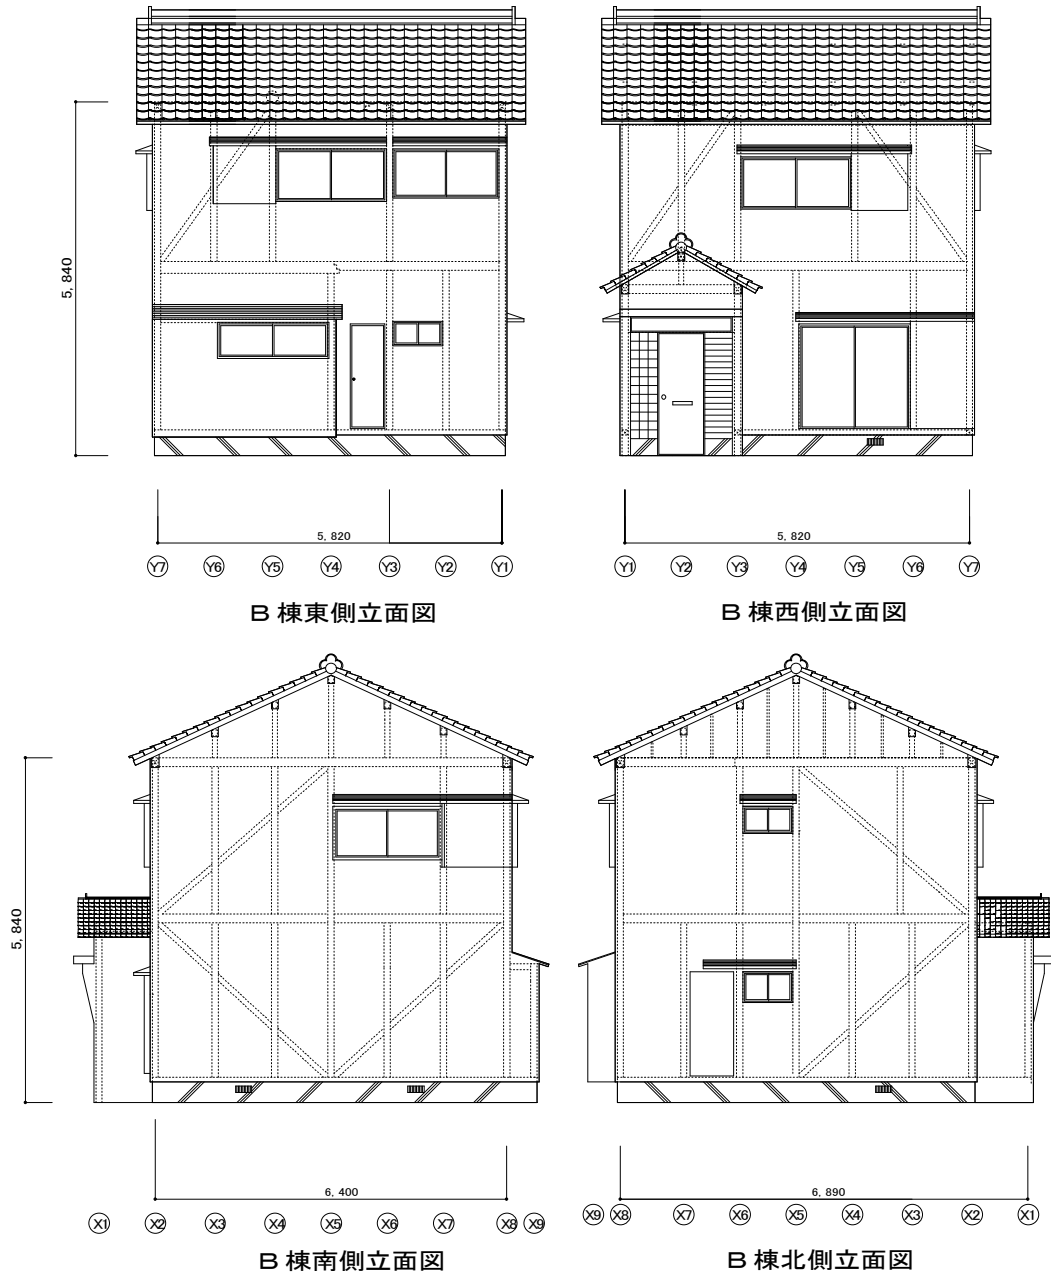 5, 840
5, 820
Y7 Y6 Y5 Y4 Y3 Y2 Y1
B 棟東側立面図
5, 820
Y1 Y2 Y3 Y4 Y5 Y6 Y7
B 棟西側立面図
5, 840
6, 400
X1 X2 X3 X4 X5 X6 X7 X8 X9
B 棟南側立面図
6, 890
X9 X8 X7 X6 X5 X4 X3 X2 X1
B 棟北側立面図